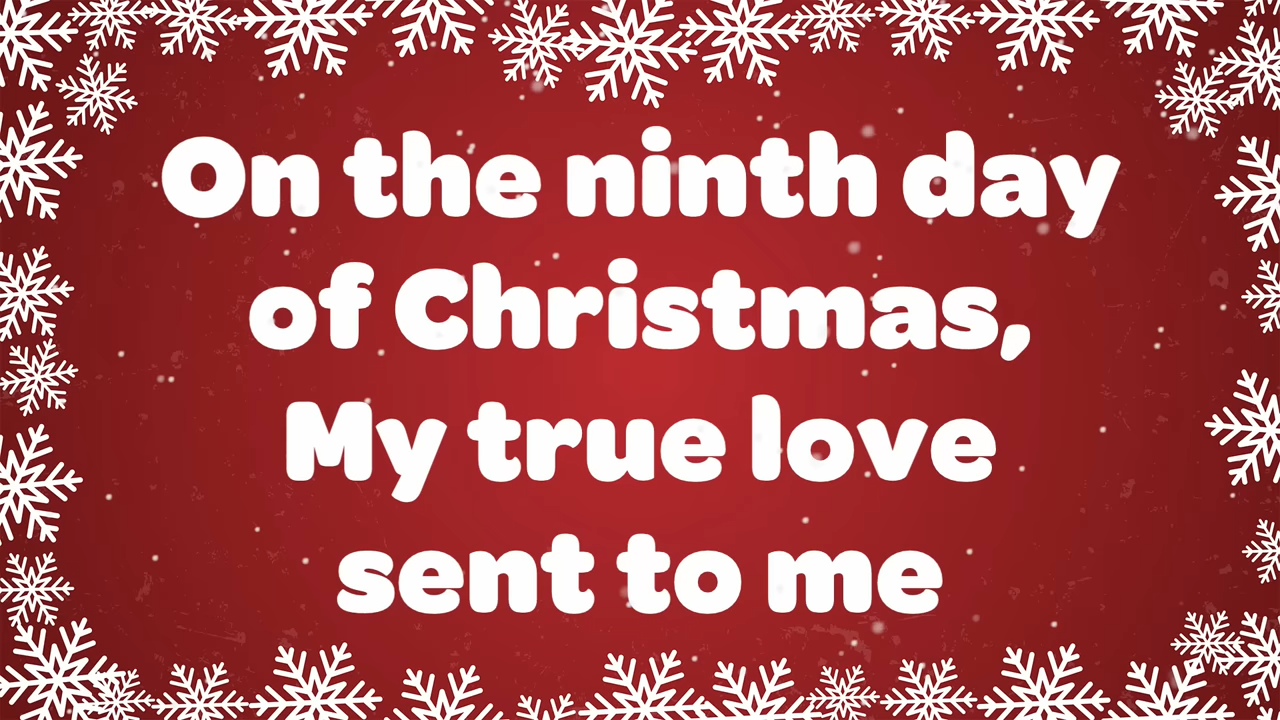 On the ninth day
of Christmas,
My true love
sent to me